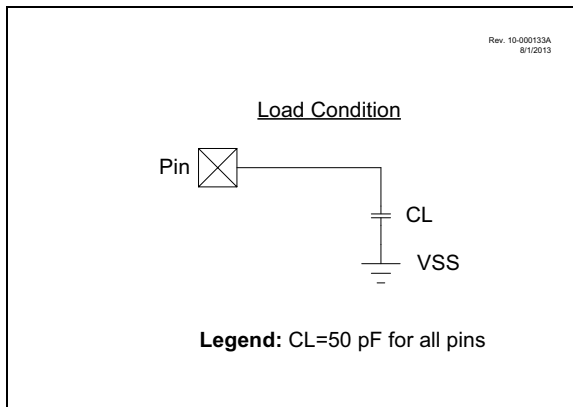 Rev. 10-000133A
8/1/2013
Load Condition
Pin
CL
VSS
Legend: CL=50 pF for all pins